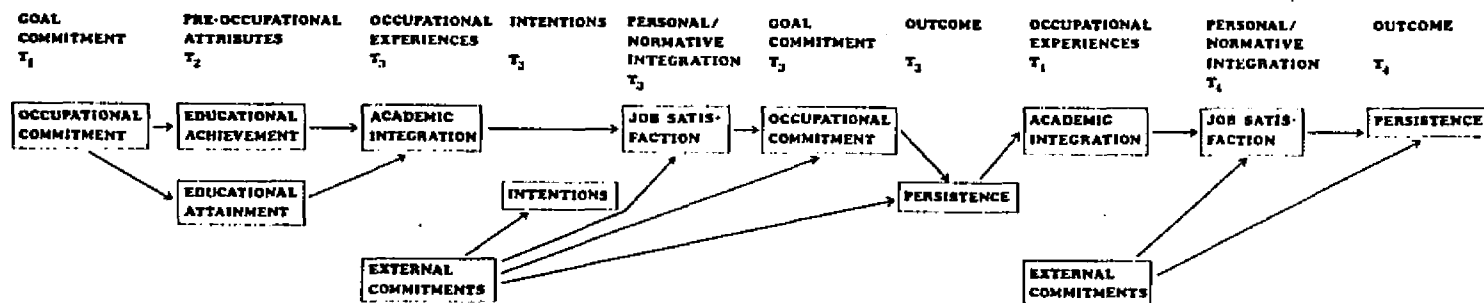 GOAL
COMMITMENT
T1
PRE-OCCUPATIONAL
ATTRIBUTES
T2
OCCUPATIONAL
EXPERIENCES
T3
INTENTIONS
T3
PERSONAL/
NORMATIVE
INTEGRATION
T3
GOAL
COMMITMENT
T3
OUTCOME
T3
OCCUPATIONAL
EXPERIENCES
T4
PERSONAL/
NORMATIVE
INTEGRATION
T4
OUTCOME
T4
OCCUPATIONAL
COMMITMENT
EDUCATIONAL
ACHIEVEMENT
ACADEMIC
INTEGRATION
JOB SATIS-
FACTION
OCCUPATIONAL
COMMITMENT
ACADEMIC
INTEGRATION
JOB SATIS-
FACTION
PERSISTENCE
EDUCATIONAL
ATTAINMENT
INTENTIONS
PERSISTENCE
EXTERNAL
COMMITMENTS
EXTERNAL
COMMITMENTS